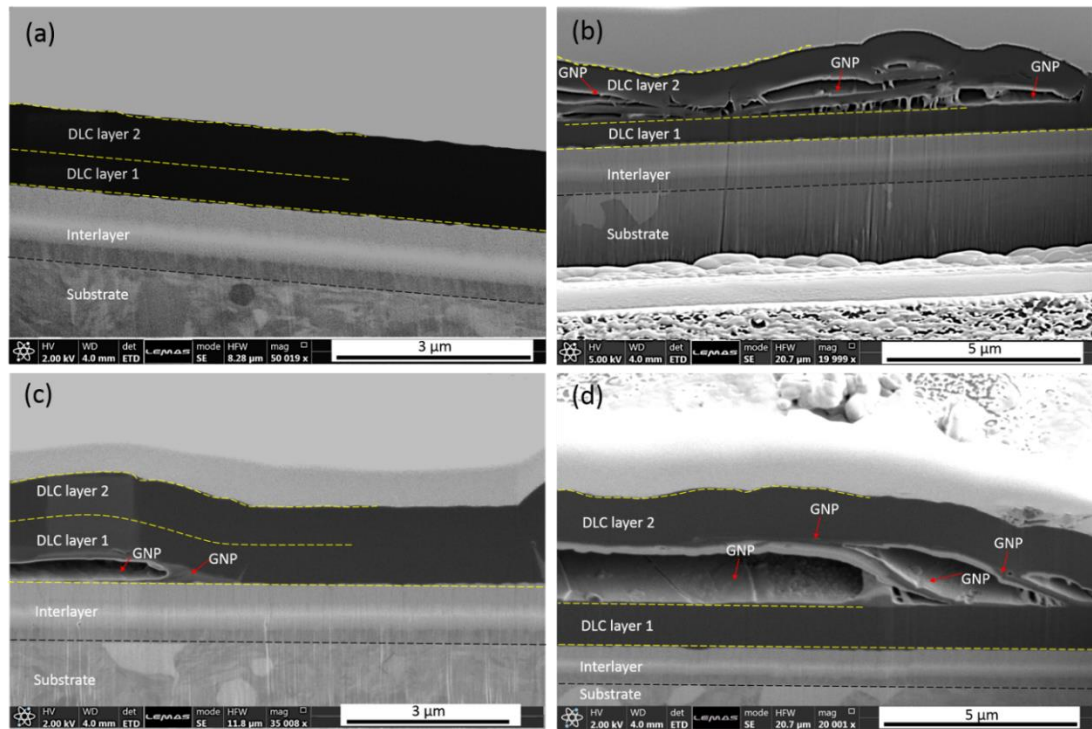 (a)
DLC layer 2
DLC layer 1
Interlayer
Substrate
HV WD det mode HFW mag
2.00 kV 4.0 mm ETD LEMAS SE 8.28 µm 50 019 x
3 µm
(b)
GNP
DLC layer 2
GNP
GNP
DLC layer 1
Interlayer
Substrate
HV WD det mode HFW mag
5.00 kV 4.0 mm ETD LEMAS SE 20.7 µm 19 999 x
5 µm
(c)
DLC layer 2
DLC layer 1
GNP
GNP
Interlayer
Substrate
HV WD det mode HFW mag
2.00 kV 4.0 mm ETD LEMAS SE 11.8 µm 35 008 x
3 µm
(d)
DLC layer 2
GNP
GNP
GNP
GNP
DLC layer 1
Interlayer
Substrate
HV WD det mode HFW mag
2.00 kV 4.0 mm ETD LEMAS SE 20.7 µm 20 001 x
5 µm